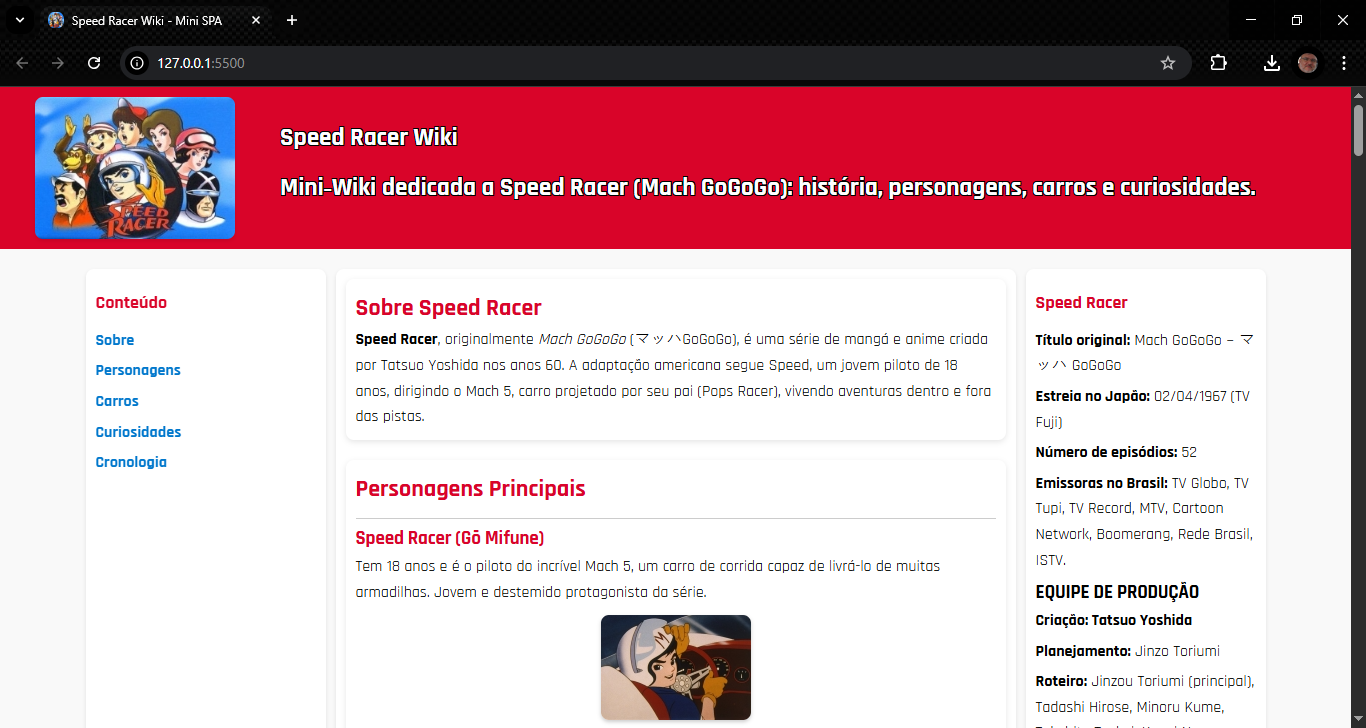 Speed Racer Wiki - Mini SPA
127.0.0.1:5500
SPEED
RACER
Speed Racer Wiki
Mini-Wiki dedicada a Speed Racer (Mach GoGoGo): história, personagens, carros e curiosidades.
Conteúdo
Sobre
Personagens
Carros
Curiosidades
Cronologia
Sobre Speed Racer
Speed Racer, originalmente Mach GoGoGo (マッハGoGoGo), é uma série de mangá e anime criada
por Tatsuo Yoshida nos anos 60. A adaptação americana segue Speed, um jovem piloto de 18
anos, dirigindo o Mach 5, carro projetado por seu pai (Pops Racer), vivendo aventuras dentro e fora
das pistas.
Personagens Principais
Speed Racer (Gō Mifune)
Tem 18 anos e é o piloto do incrível Mach 5, um carro de corrida capaz de livrá-lo de muitas
armadilhas. Jovem e destemido protagonista da série.
M
Speed Racer
Título original: Mach GoGoGo – マ
ッハ GoGoGo
Estreia no Japão: 02/04/1967 (TV
Fuji)
Número de episódios: 52
Emissoras no Brasil: TV Globo, TV
Tupi, TV Record, MTV, Cartoon
Network, Boomerang, Rede Brasil,
ISTV.
EQUIPE DE PRODUÇÃO
Criação: Tatsuo Yoshida
Planejamento: Jinzo Toriumi
Roteiro: Jinzou Toriumi (principal),
Tadashi Hirose, Minoru Kume,